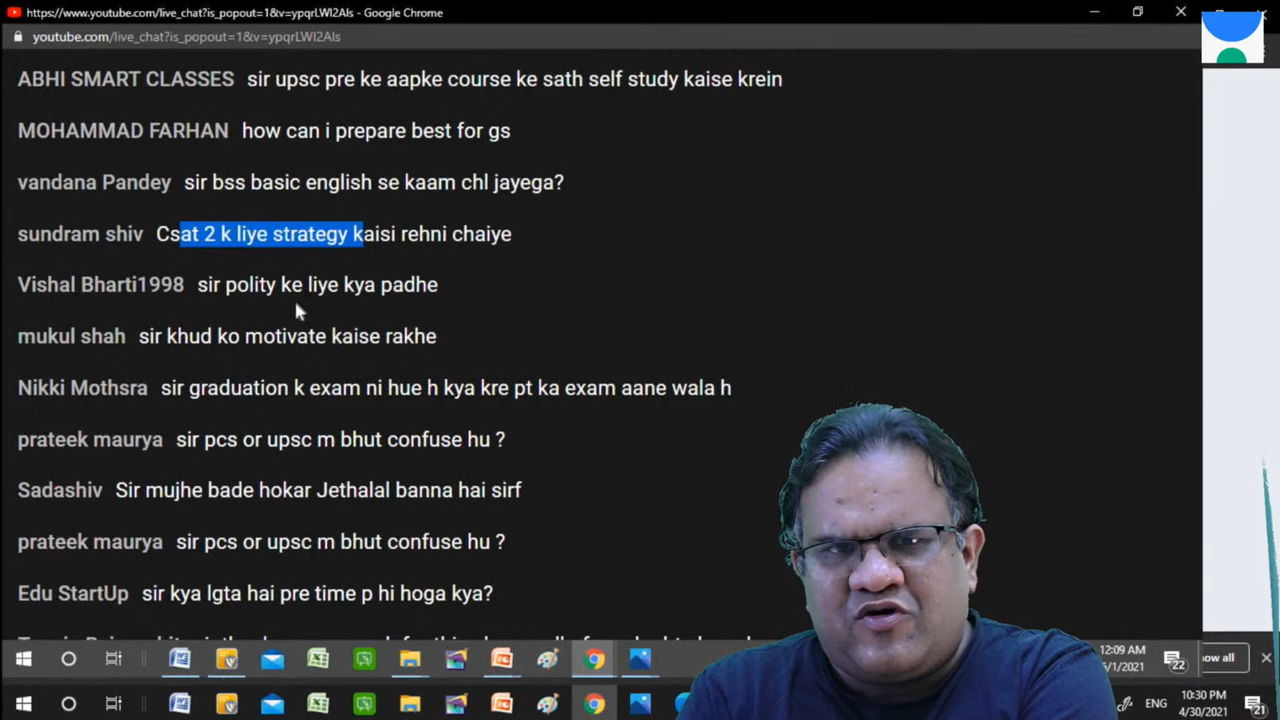 https://www.youtube.com/live_chat?is_popout=1&v=ypqrLWI2AIs - Google Chrome
youtube.com/live_chat?is_popout=1&v=ypqrLWI2AIs
ABHI SMART CLASSES sir upsc pre ke aapke course ke sath self study kaise krein
MOHAMMAD FARHAN how can i prepare best for gs
vandana Pandey sir bss basic english se kaam chl jayega?
sundram shiv Csat 2 k liye strategy kaisi rehni chaiye
Vishal Bharti1998 sir polity ke liye kya padhe
mukul shah sir khud ko motivate kaise rakhe
Nikki Mothsra sir graduation k exam ni hue h kya kre pt ka exam aane wala h
prateek maurya sir pcs or upsc m bhut confuse hu ?
Sadashiv Sir mujhe bade hokar Jethalal banna hai sirf
prateek maurya sir pcs or upsc m bhut confuse hu ?
Edu StartUp sir kya lgta hai pre time p hi hoga kya?
12:09 AM
5/1/2021
22
ow all
ENG
10:30 PM
4/30/2021
21